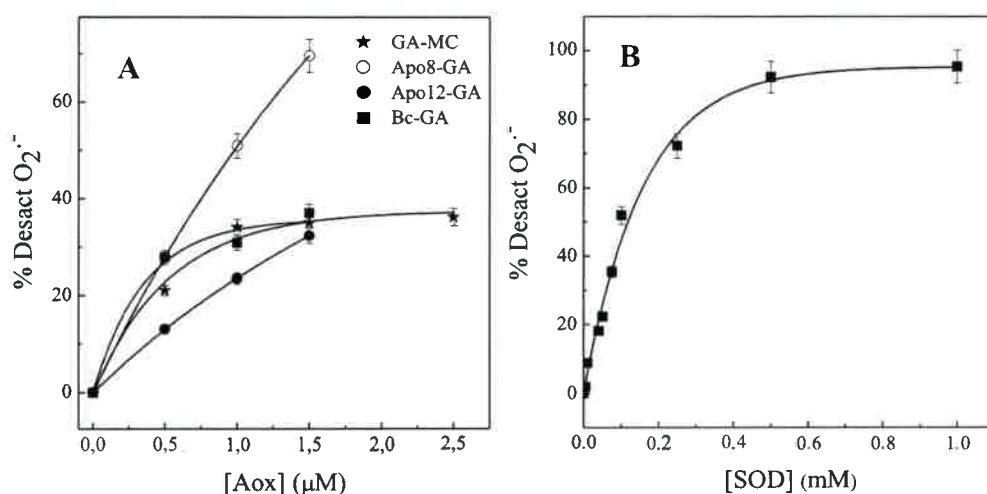 A
GA-MC
Apo8-GA
Apo12-GA
Bc-GA
% Desact O₂·⁻
60
40
20
0
0,0 0,5 1,0 1,5 2,0 2,5
[Aox] (μM)
B
% Desact O₂·⁻
100
80
60
40
20
0
0.0 0.2 0.4 0.6 0.8 1.0
[SOD] (mM)